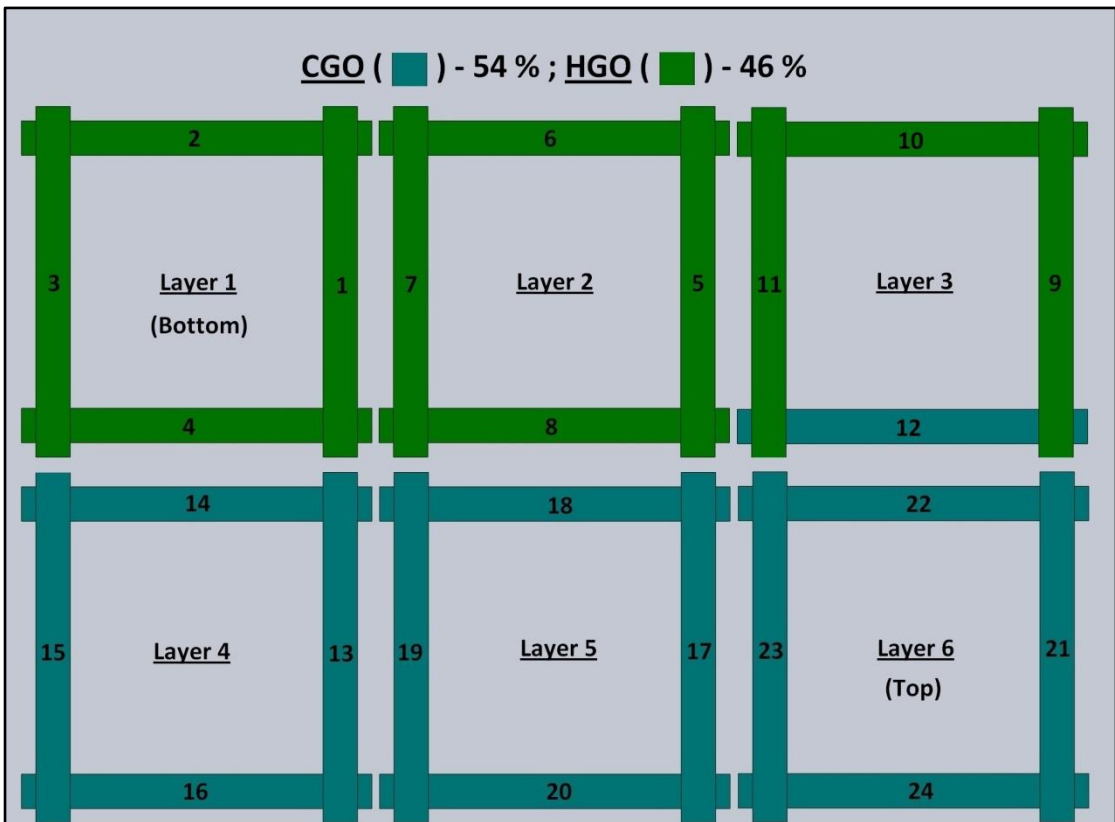 CGO ( ) - 54 % ; HGO ( ) - 46 %
2
3
Layer 1
(Bottom)
1
4
6
7
Layer 2
5
8
10
11
Layer 3
9
12
14
15
Layer 4
13
16
18
19
Layer 5
17
20
22
23
Layer 6
(Top)
21
24